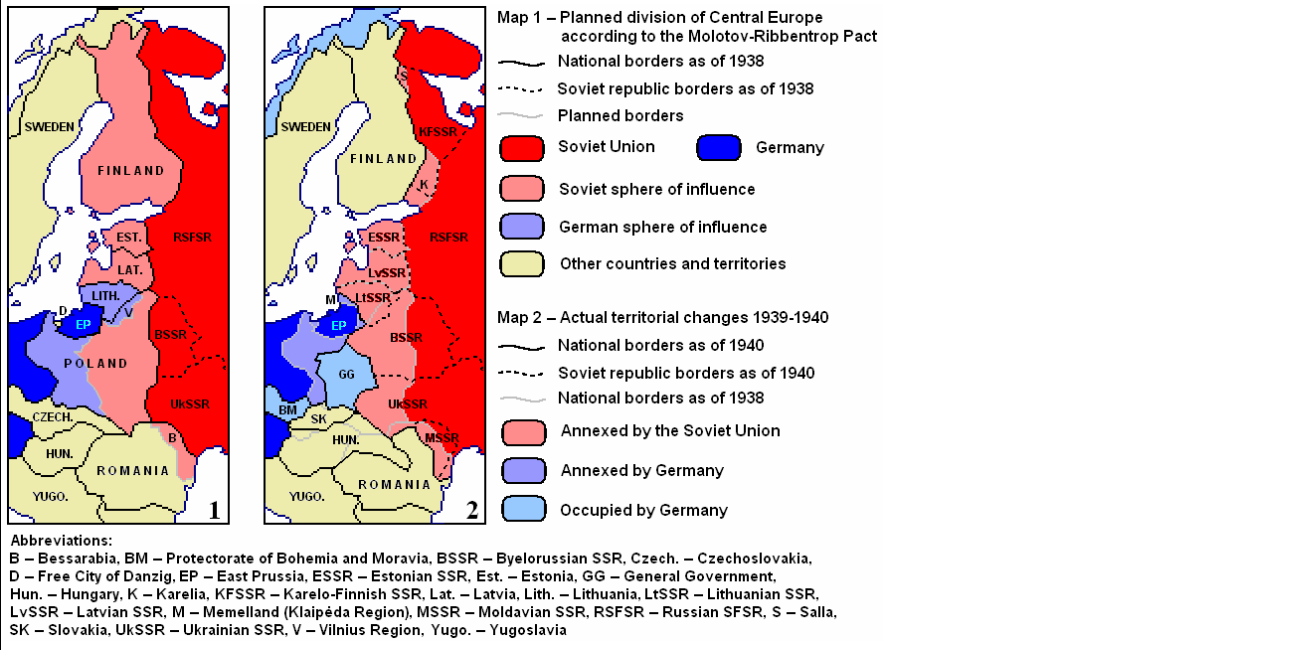 SWEDEN
FINLAND
EST.
RSFSR
LAT.
LITH.
D
V
EP
BSSR
POLAND
UkSSR
CZECH.
B
HUN.
ROMANIA
YUGO.
1
S
SWEDEN
KFSSR
FINLAND
K
ESSR
RSFSR
LvSSR
M
LtSSR
EP
BSSR
GG
BM
UkSSR
SK
HUN.
MSSR
ROMANIA
YUGO.
2
Map 1 – Planned division of Central Europe
according to the Molotov-Ribbentrop Pact
National borders as of 1938
Soviet republic borders as of 1938
Planned borders
Soviet Union
Germany
Soviet sphere of influence
German sphere of influence
Other countries and territories
Map 2 – Actual territorial changes 1939-1940
National borders as of 1940
Soviet republic borders as of 1940
National borders as of 1938
Annexed by the Soviet Union
Annexed by Germany
Occupied by Germany
Abbreviations:
B – Bessarabia, BM – Protectorate of Bohemia and Moravia, BSSR – Byelorussian SSR, Czech. – Czechoslovakia,
D – Free City of Danzig, EP – East Prussia, ESSR – Estonian SSR, Est. – Estonia, GG – General Government,
Hun. – Hungary, K – Karelia, KFSSR – Karelo-Finnish SSR, Lat. – Latvia, Lith. – Lithuania, LtSSR – Lithuanian SSR,
LvSSR – Latvian SSR, M – Memelland (Klaipėda Region), MSSR – Moldavian SSR, RSFSR – Russian SFSR, S – Salla,
SK – Slovakia, UkSSR – Ukrainian SSR, V – Vilnius Region, Yugo. – Yugoslavia